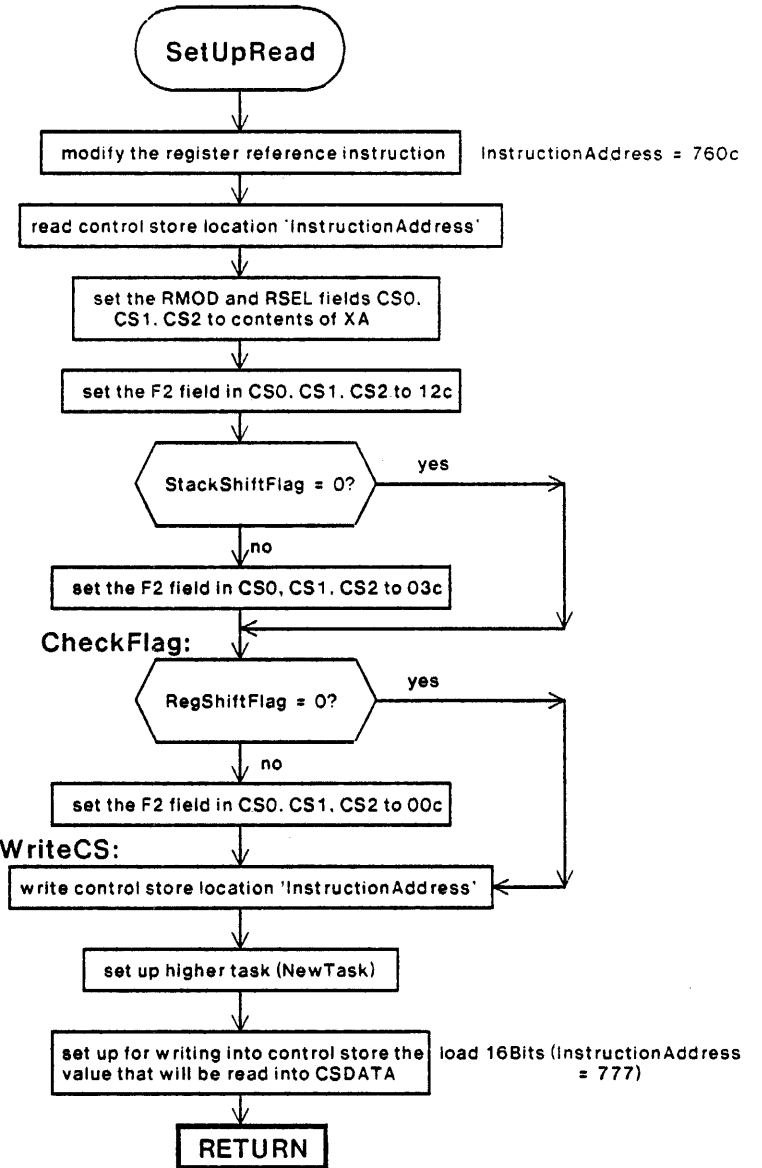 SetUpRead
modify the register reference instruction
InstructionAddress = 760c
read control store location 'InstructionAddress'
set the RMOD and RSEL fields CS0.
CS1. CS2 to contents of XA
set the F2 field in CS0. CS1. CS2 to 12c
StackShiftFlag = 0?
yes
no
set the F2 field in CS0, CS1. CS2 to 03c
CheckFlag:
RegShiftFlag = 0?
yes
no
set the F2 field in CS0. CS1. CS2 to 00c
WriteCS:
write control store location 'InstructionAddress'
set up higher task (NewTask)
set up for writing into control store the
value that will be read into CSDATA
load 16Bits (InstructionAddress
= 777)
RETURN